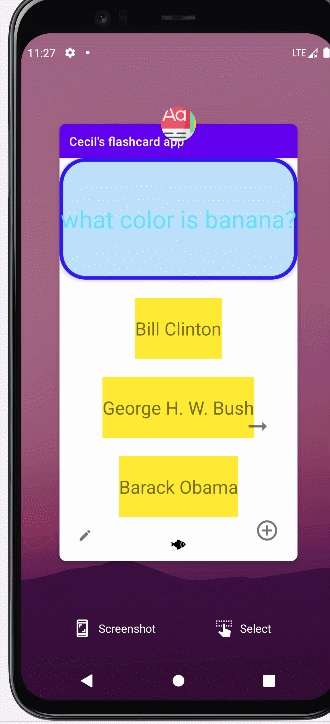 11:27
LTE
Aa
Cecil's flashcard app
what color is banana?
Bill Clinton
George H. W. Bush
Barack Obama
Screenshot
Select